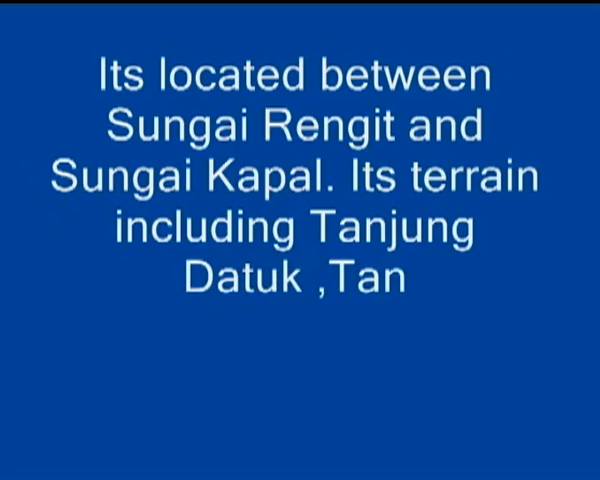 Its located between
Sungai Rengit and
Sungai Kapal. Its terrain
including Tanjung
Datuk ,Tan